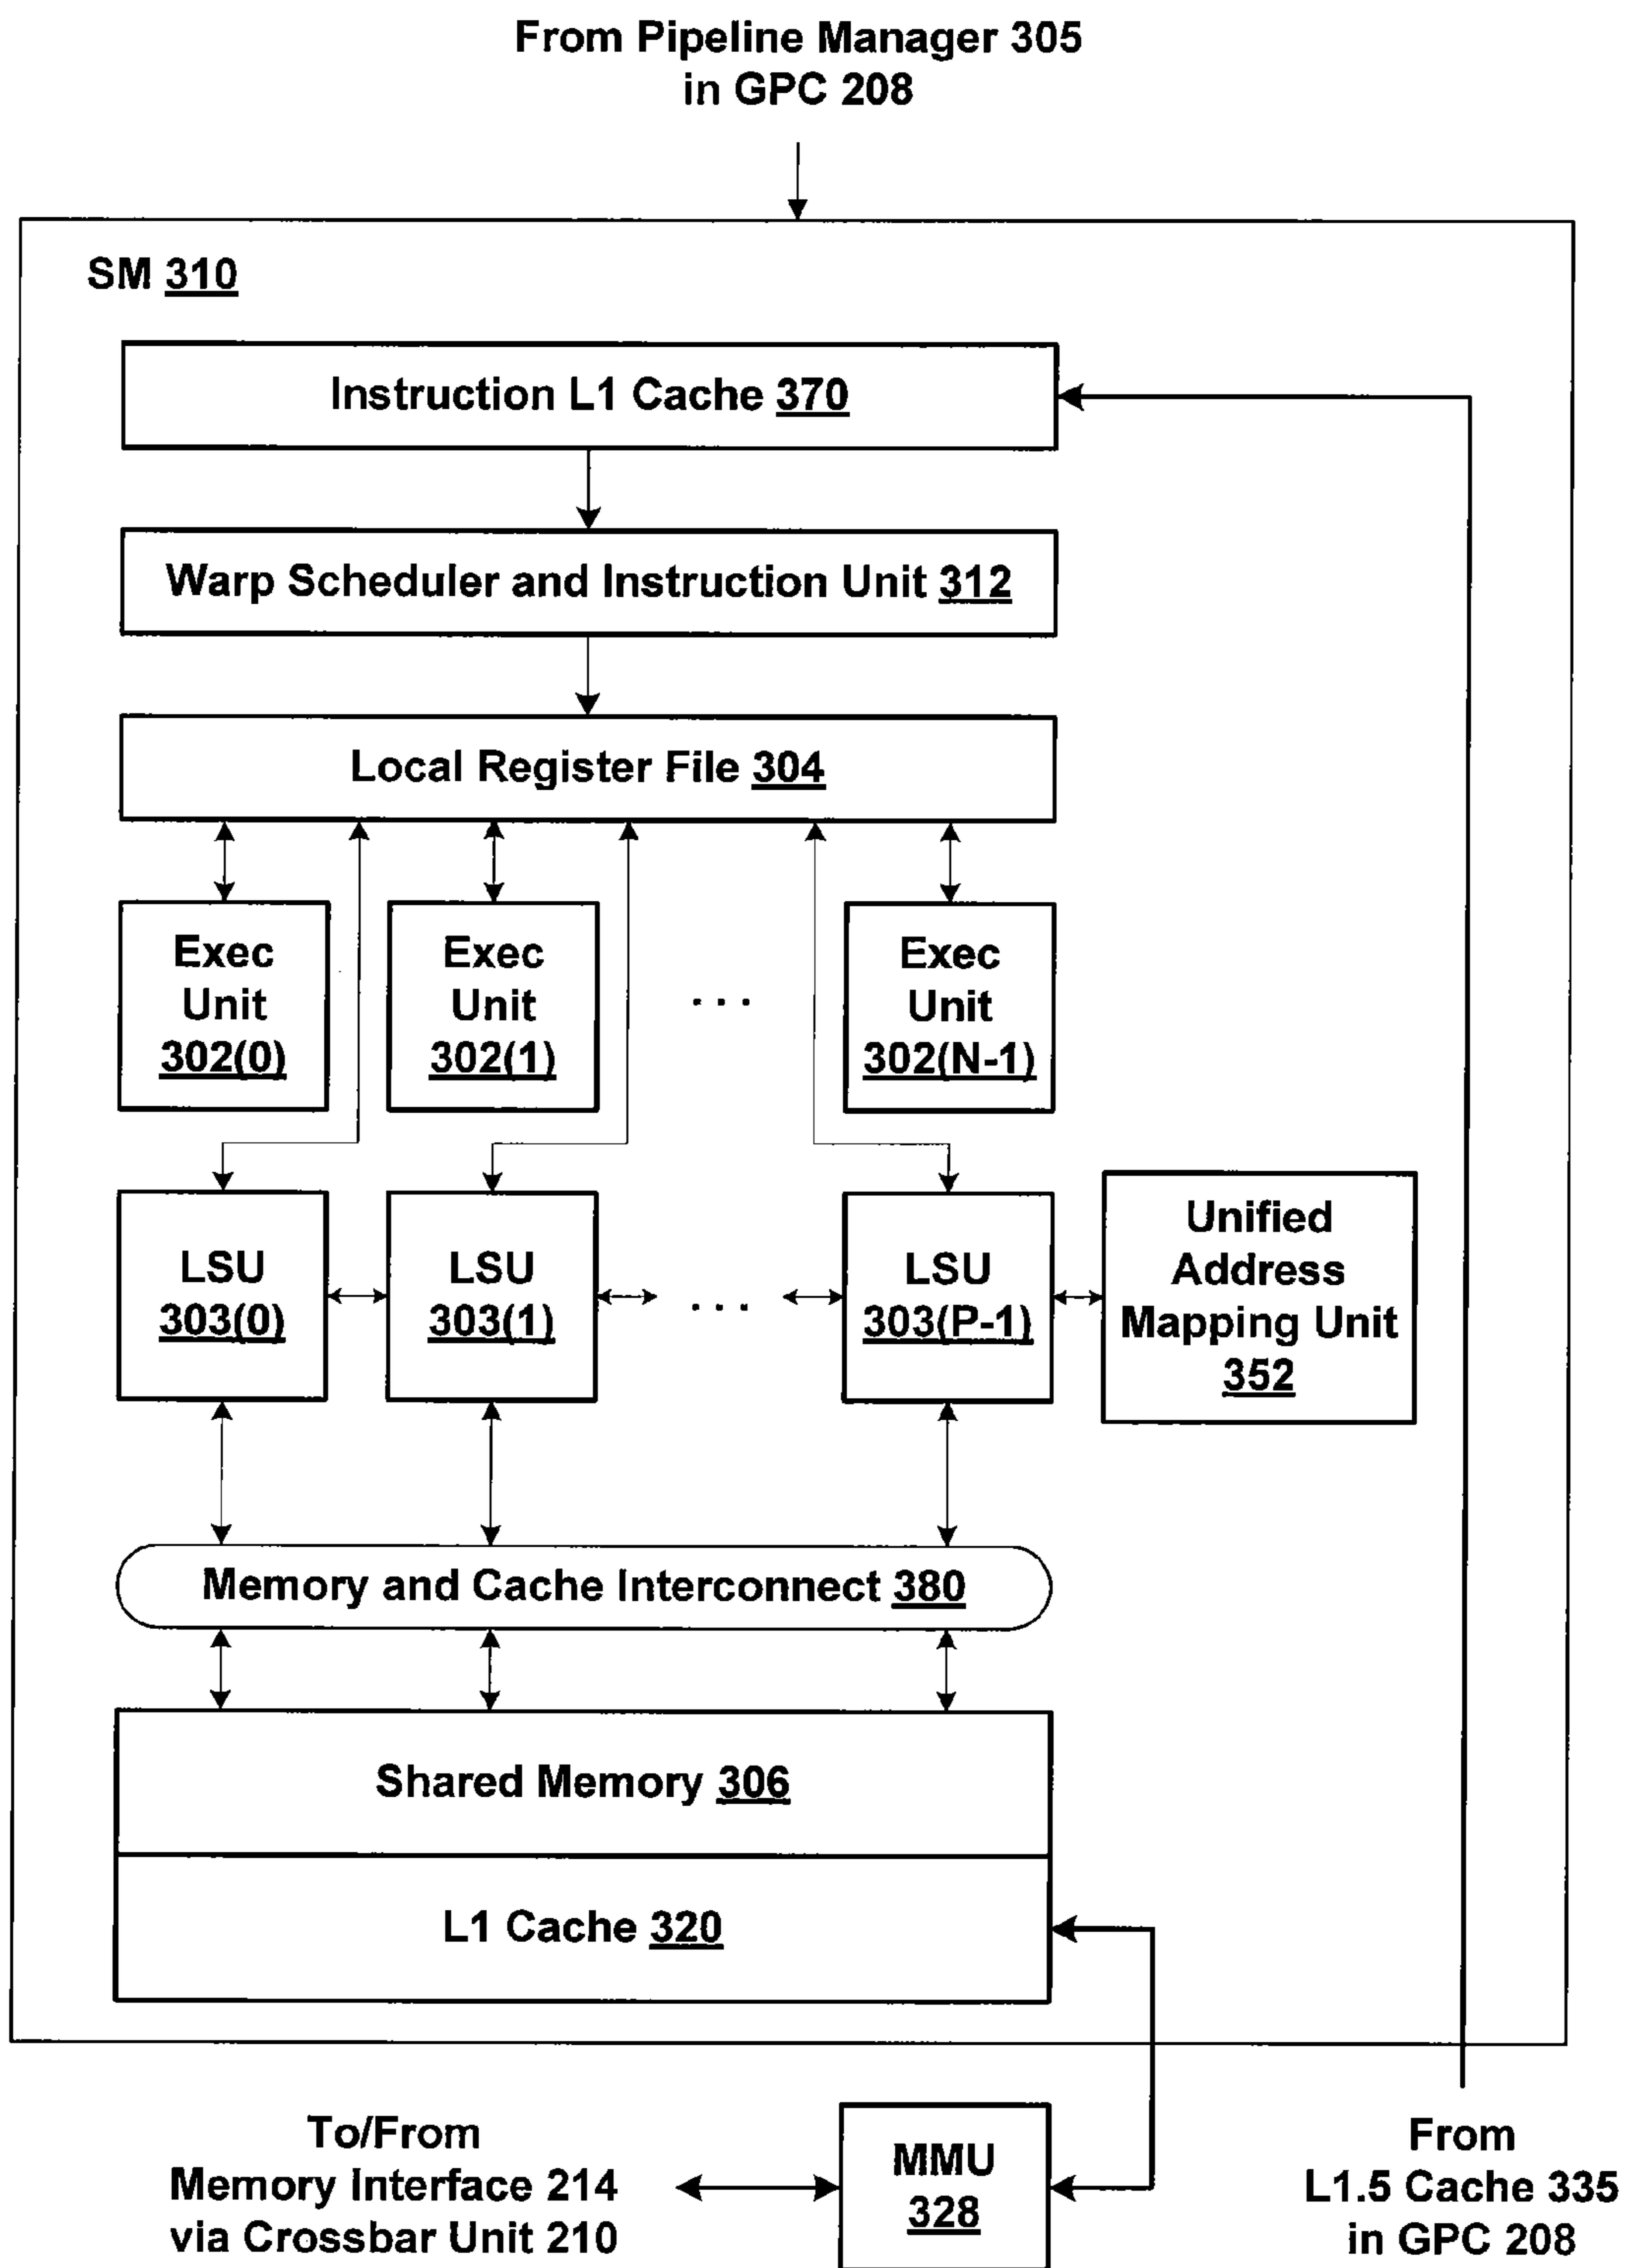 From Pipeline Manager 305
in GPC 208
SM 310
Instruction L1 Cache 370
Warp Scheduler and Instruction Unit 312
Local Register File 304
Exec
Unit
302(0)
Exec
Unit
302(1)
. . .
Exec
Unit
302(N-1)
LSU
303(0)
LSU
303(1)
. . .
LSU
303(P-1)
Unified
Address
Mapping Unit
352
Memory and Cache Interconnect 380
Shared Memory 306
L1 Cache 320
To/From
Memory Interface 214
via Crossbar Unit 210
MMU
328
From
L1.5 Cache 335
in GPC 208